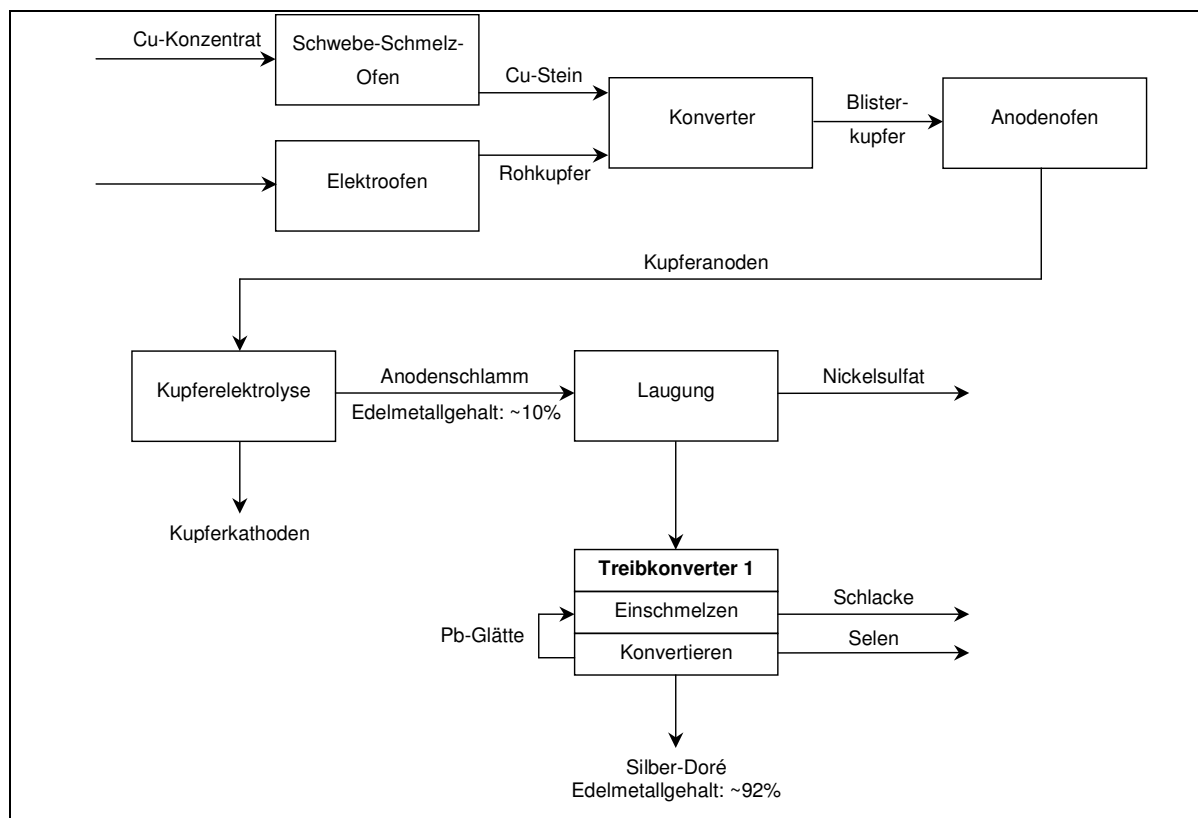 Cu-Konzentrat
Schwebe-Schmelz-
Ofen
Cu-Stein
Konverter
Blister-
kupfer
Anodenofen
Elektroofen
Rohkupfer
Kupferanoden
Kupferelektrolyse
Anodenschlamm
Edelmetallgehalt: ~10%
Laugung
Nickelsulfat
Kupferkathoden
Treibkonverter 1
Einschmelzen
Schlacke
Pb-Glätte
Konvertieren
Selen
Silber-Doré
Edelmetallgehalt: ~92%